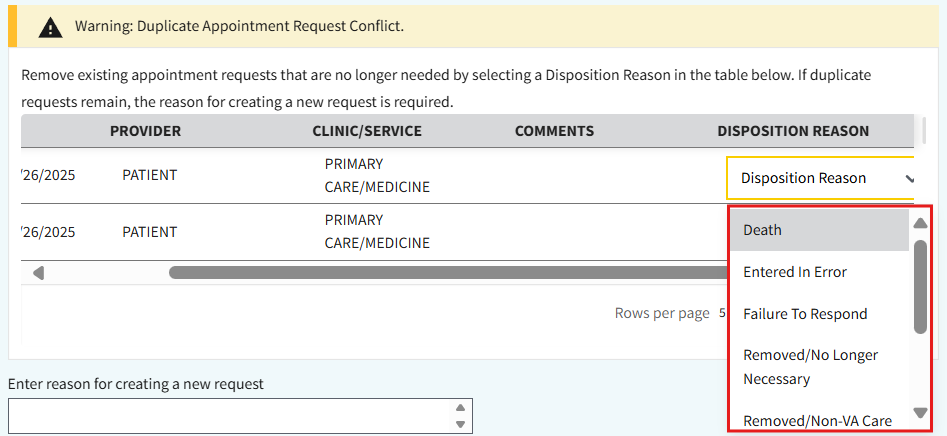 Warning: Duplicate Appointment Request Conflict.
Remove existing appointment requests that are no longer needed by selecting a Disposition Reason in the table below. If duplicate
requests remain, the reason for creating a new request is required.
PROVIDER CLINIC/SERVICE COMMENTS DISPOSITION REASON
/26/2025 PATIENT PRIMARY
CARE/MEDICINE Disposition Reason
/26/2025 PATIENT PRIMARY
CARE/MEDICINE
Death
Entered In Error
Failure To Respond
Removed/No Longer
Necessary
Removed/Non-VA Care
Rows per page 5
Enter reason for creating a new request